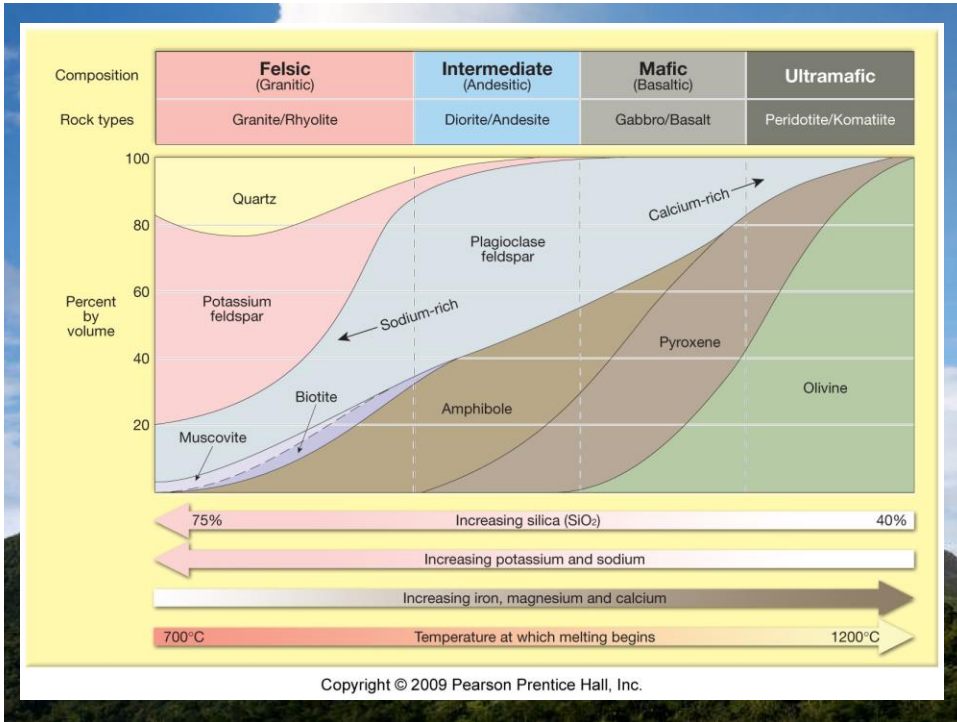 Composition
Felsic
(Granitic)
Intermediate
(Andesitic)
Mafic
(Basaltic)
Ultramafic
Rock types
Granite/Rhyolite
Diorite/Andesite
Gabbro/Basalt
Peridotite/Komatiite
Percent
by
volume
100
80
60
40
20
Quartz
Potassium
feldspar
Sodium-rich
Plagioclase
feldspar
Calcium-rich
Muscovite
Biotite
Amphibole
Pyroxene
Olivine
75% Increasing silica (SiO₂) 40%
Increasing potassium and sodium
Increasing iron, magnesium and calcium
700°C Temperature at which melting begins 1200°C
Copyright © 2009 Pearson Prentice Hall, Inc.